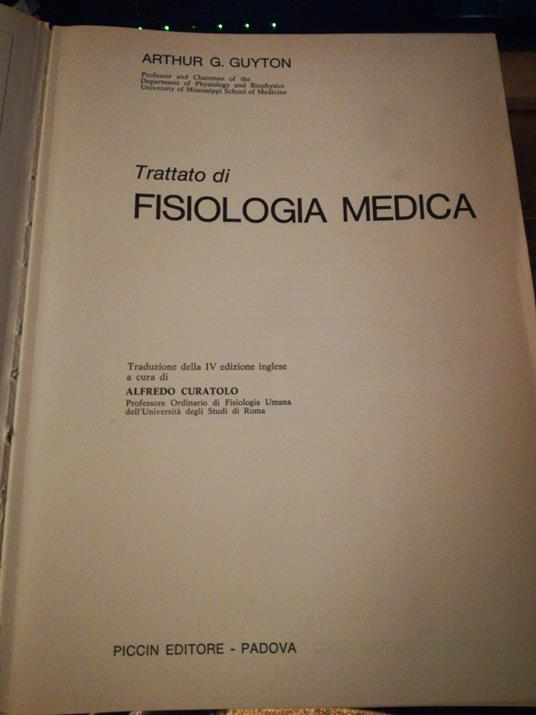 ARTHUR G. GUYTON
Professor and Chairman of the
Department of Physiology and Biophysics
University of Mississippi School of Medicine
Trattato di
FISIOLOGIA MEDICA
Traduzione della IV edizione inglese
a cura di
ALFREDO CURATOLO
Professore Ordinario di Fisiologia Umana
dell'Università degli Studi di Roma
PICCIN EDITORE - PADOVA